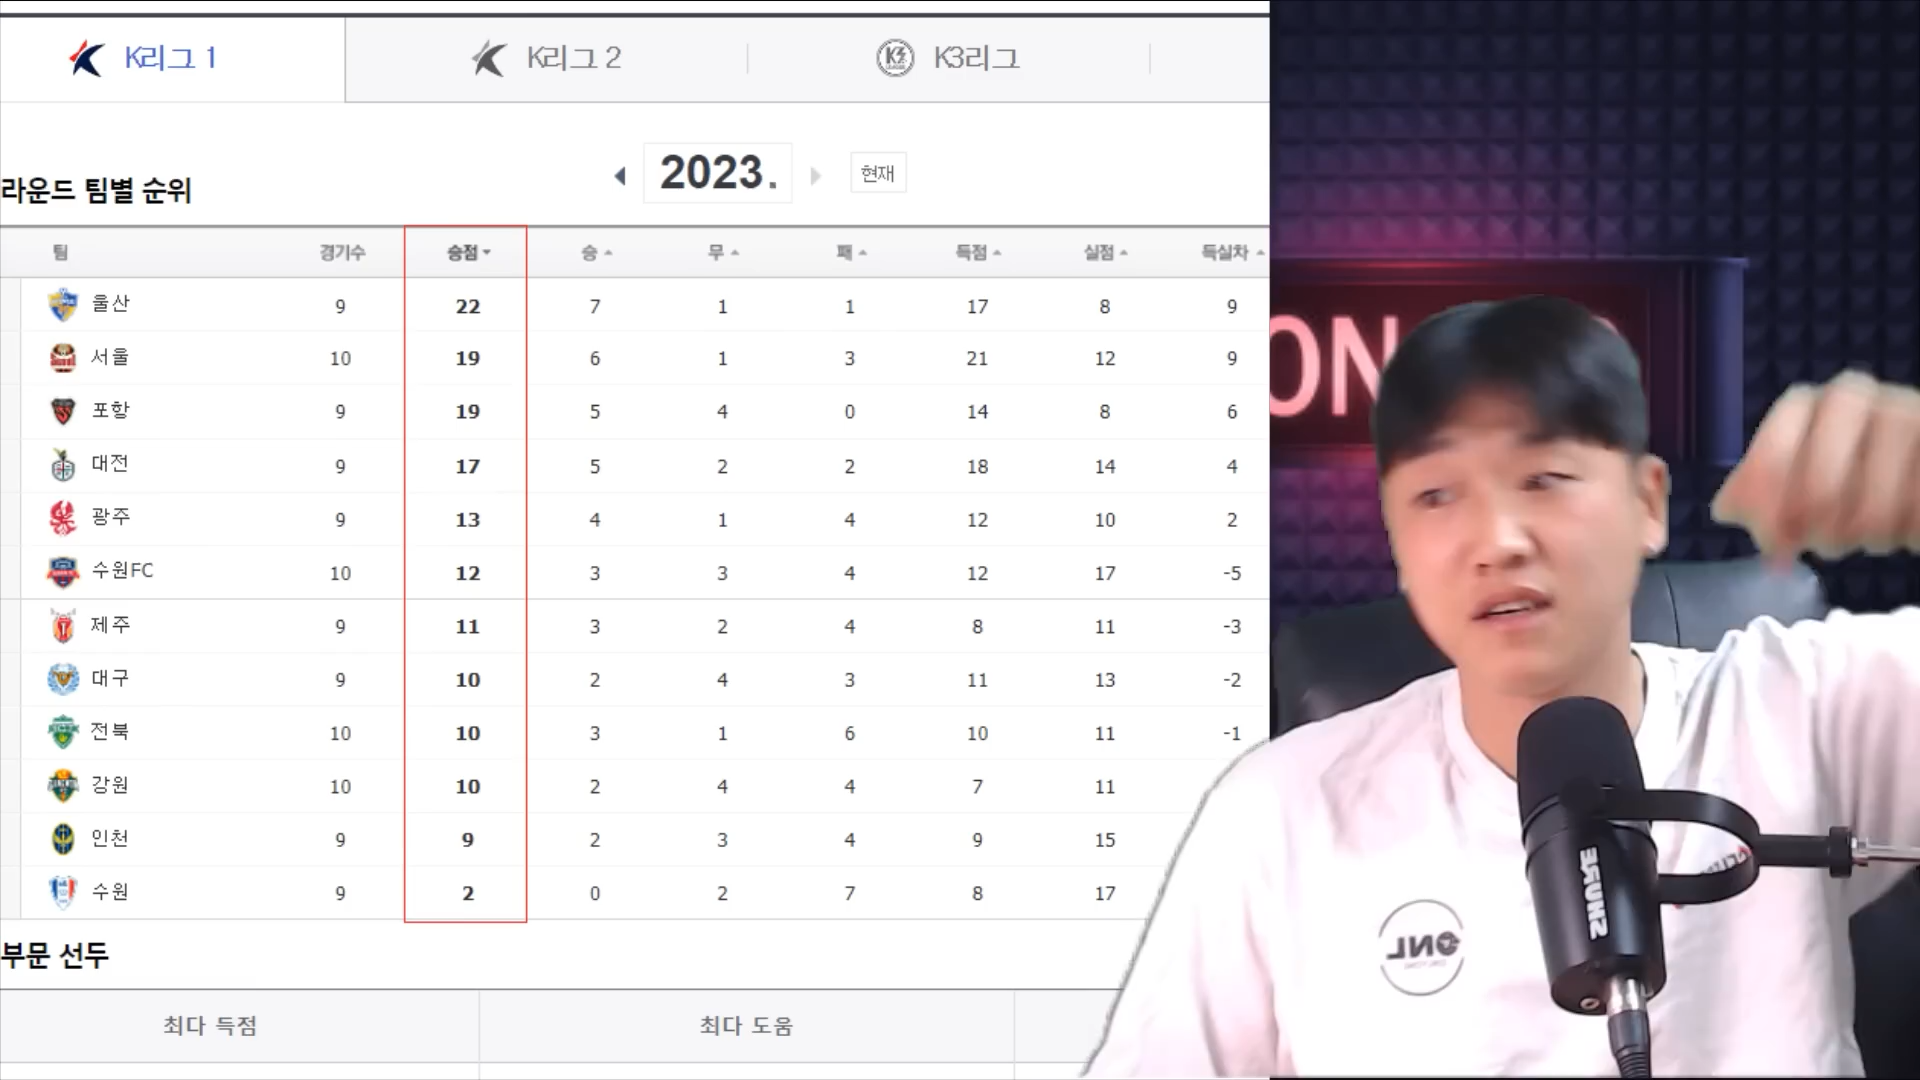 K리그 1 K리그 2 K3리그
2023. 현재
라운드 팀별 순위
팀 경기수 승점 승 무 패 득점 실점 득실차
울산 9 22 7 1 1 17 8 9
서울 10 19 6 1 3 21 12 9
포항 9 19 5 4 0 14 8 6
대전 9 17 5 2 2 18 14 4
광주 9 13 4 1 4 12 10 2
수원FC 10 12 3 3 4 12 17 -5
제주 9 11 3 2 4 8 11 -3
대구 9 10 2 4 3 11 13 -2
전북 10 10 3 1 6 10 11 -1
강원 10 10 2 4 4 7 11
인천 9 9 2 3 4 9 15
수원 9 2 0 2 7 8 17
부문 선두
최다 득점 최다 도움
ON
SHURE
ONL